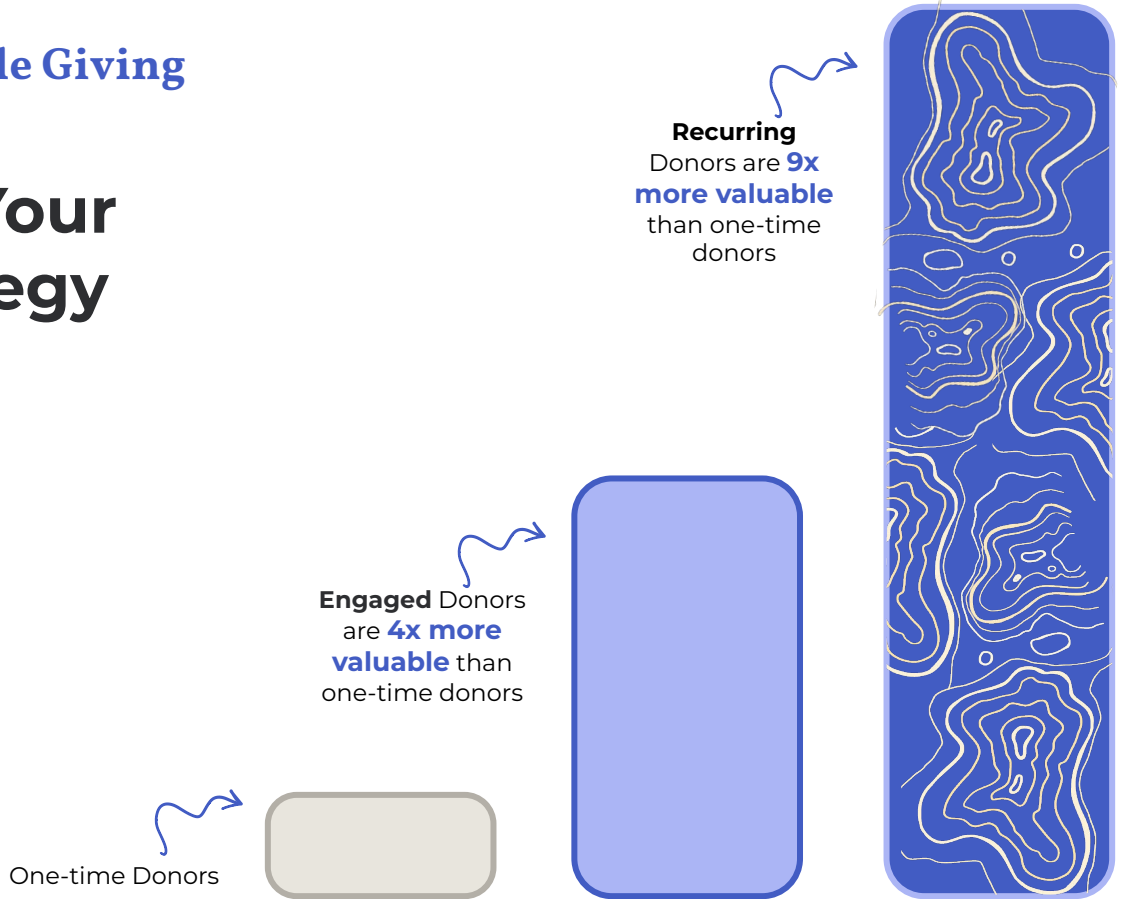 le Giving
Your
egy
Recurring
Donors are 9x
more valuable
than one-time
donors
Engaged Donors
are 4x more
valuable than
one-time donors
One-time Donors